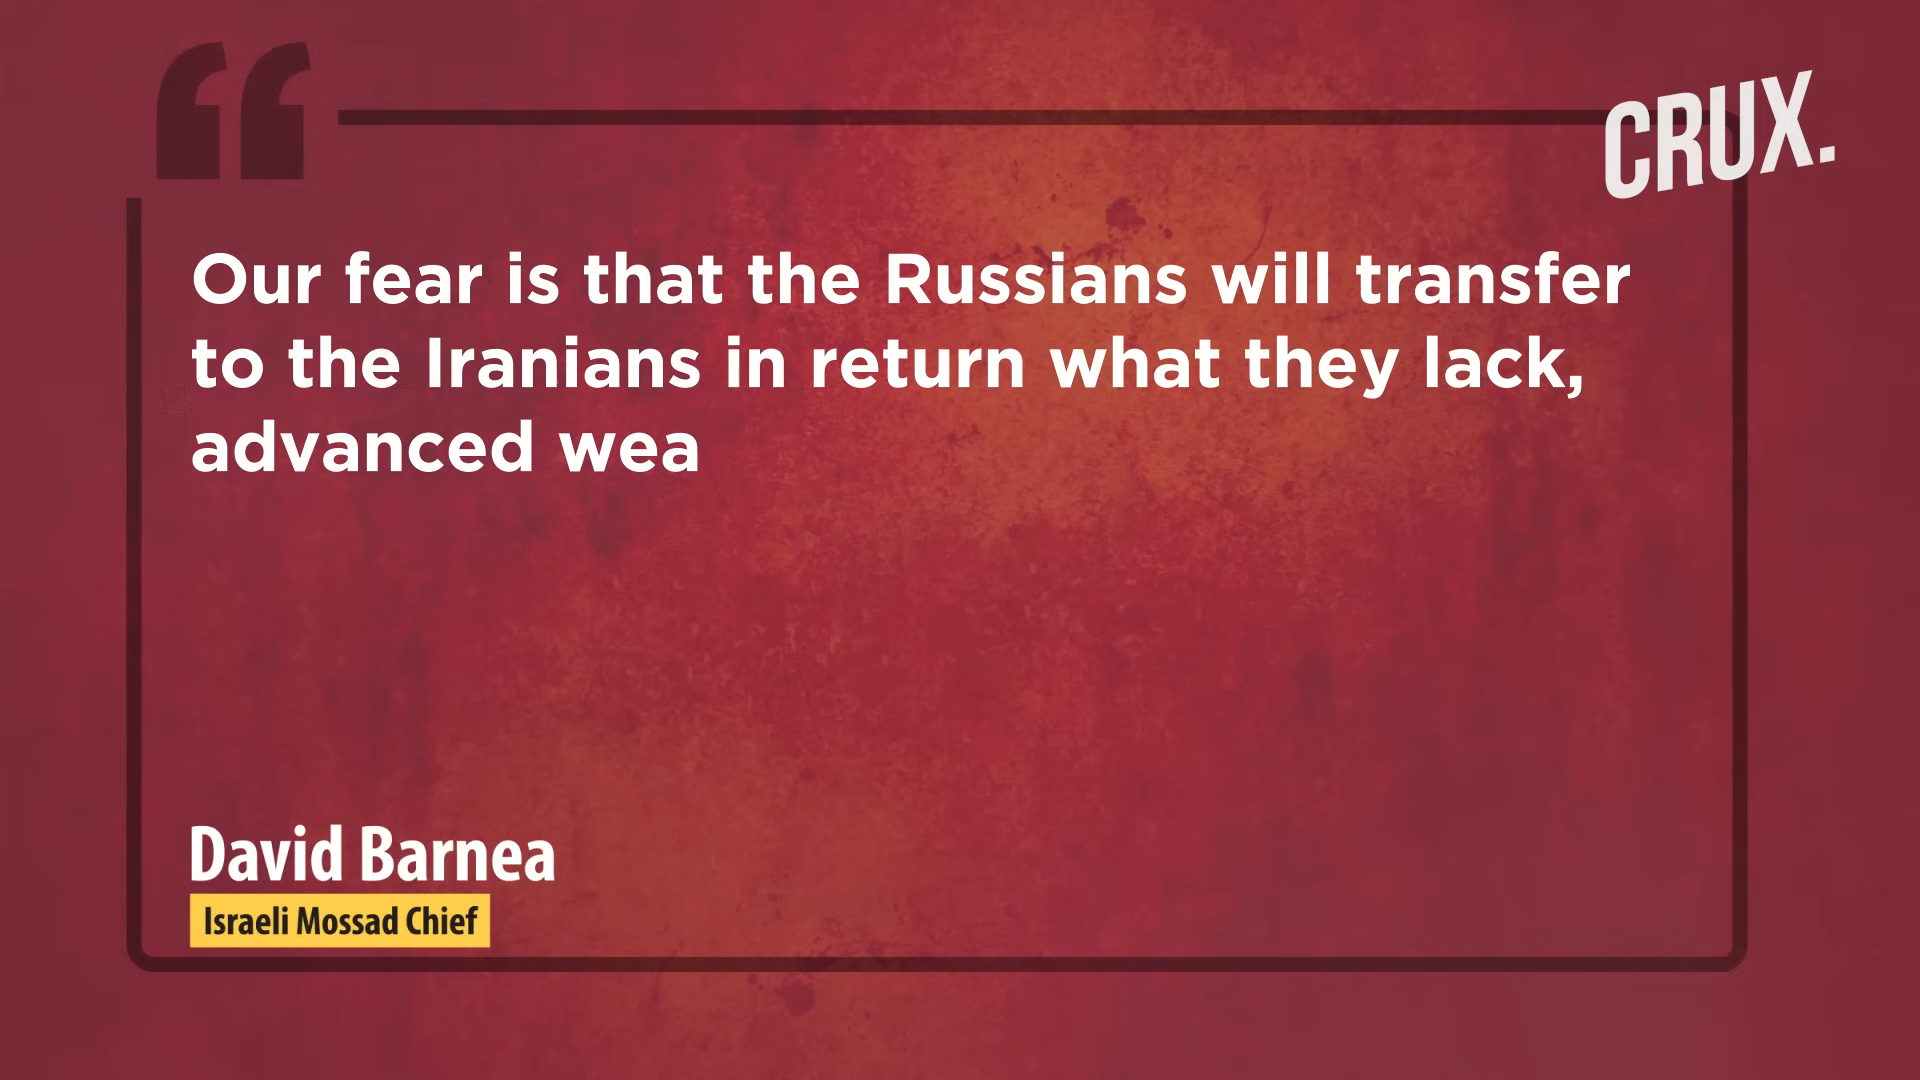 CRUX.
Our fear is that the Russians will transfer
to the Iranians in return what they lack,
advanced wea
David Barnea
Israeli Mossad Chief